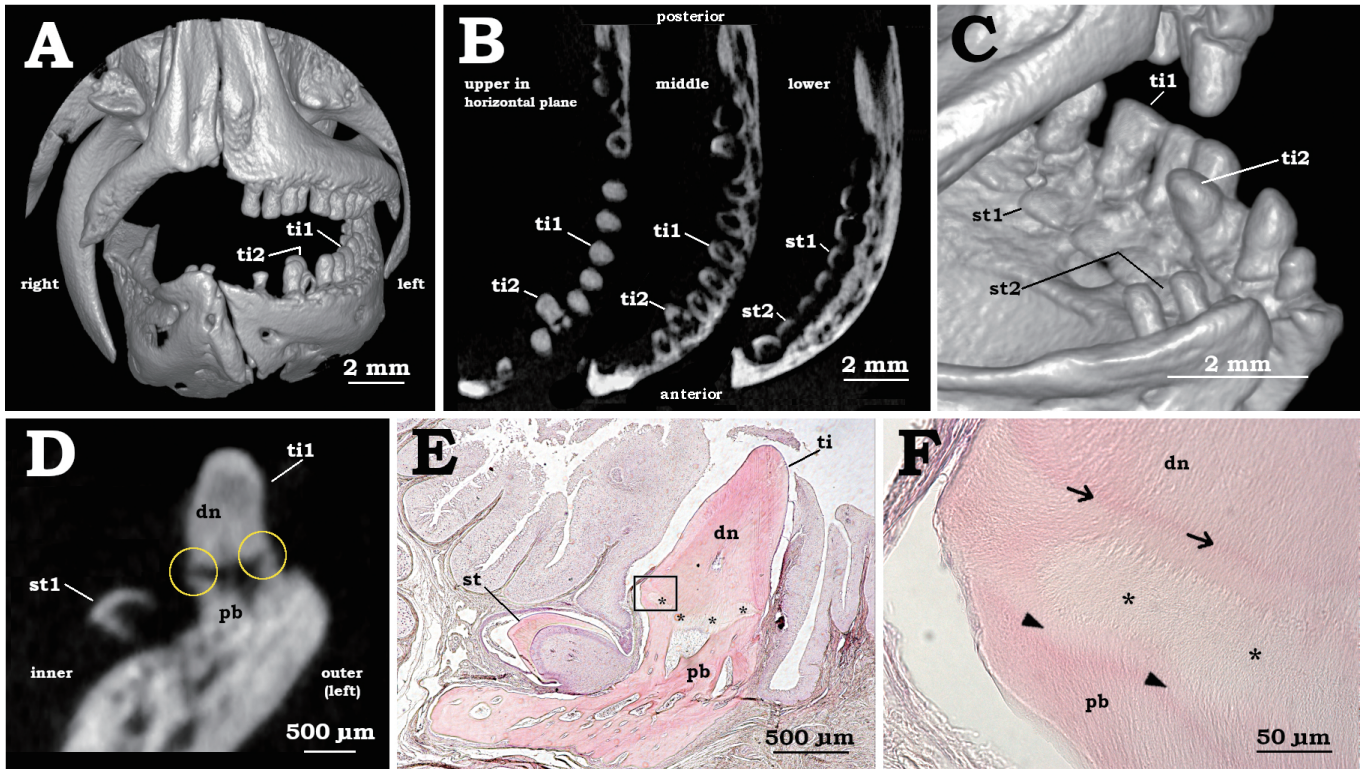 A
ti1
ti2
right
left
2 mm
B
posterior
upper in
horizontal plane
middle
lower
ti1
ti1
st1
ti2
ti2
st2
2 mm
anterior
C
ti1
ti2
st1
st2
2 mm
D
ti1
dn
st1
pb
inner
outer
(left)
500 µm
E
ti
dn
st
*
*
*
*
pb
500 µm
F
dn
*
*
pb
50 µm